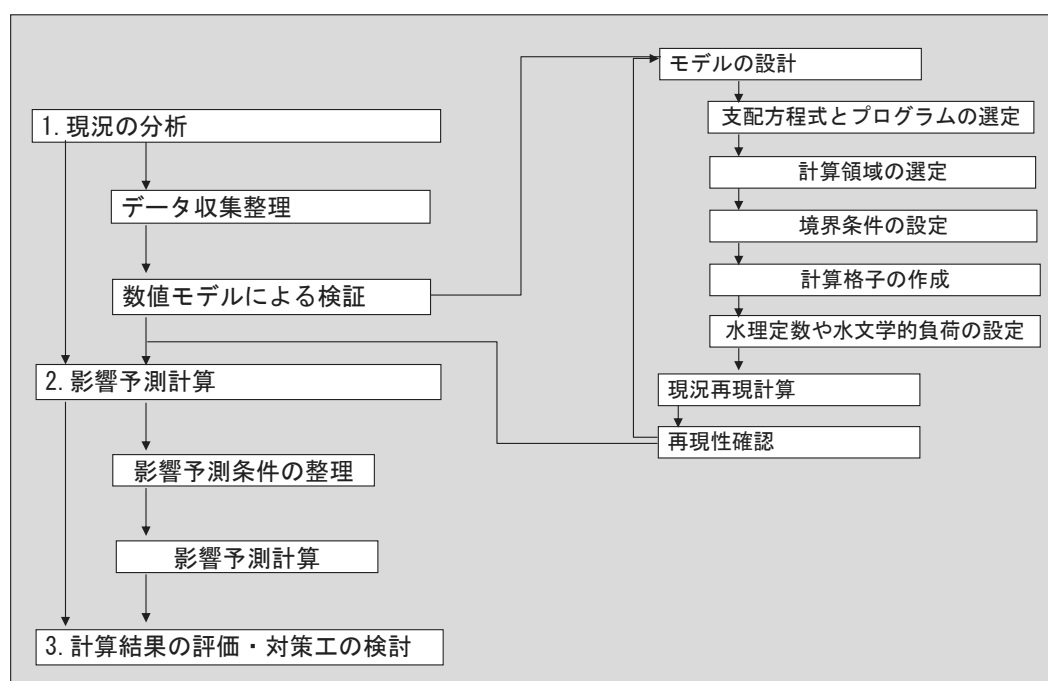 1.現況の分析
データ収集整理
数値モデルによる検証
2.影響予測計算
影響予測条件の整理
影響予測計算
3.計算結果の評価・対策工の検討
モデルの設計
支配方程式とプログラムの選定
計算領域の選定
境界条件の設定
計算格子の作成
水理定数や水文学的負荷の設定
現況再現計算
再現性確認